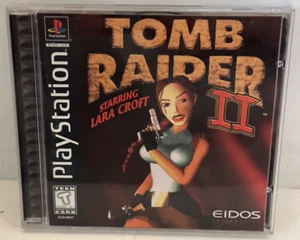 PlayStation
TOMB
RAIDER
II
STARRING
LARA CROFT
TEEN
T
EIDOS